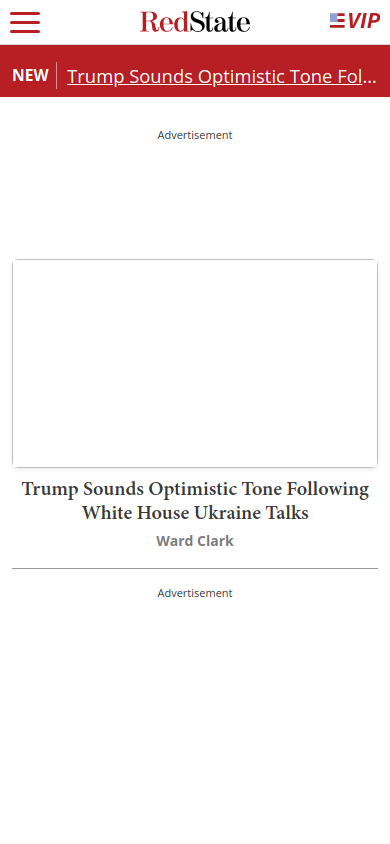 RedState
VIP
NEW
Trump Sounds Optimistic Tone Fol...
Advertisement
Trump Sounds Optimistic Tone Following
White House Ukraine Talks
Ward Clark
Advertisement